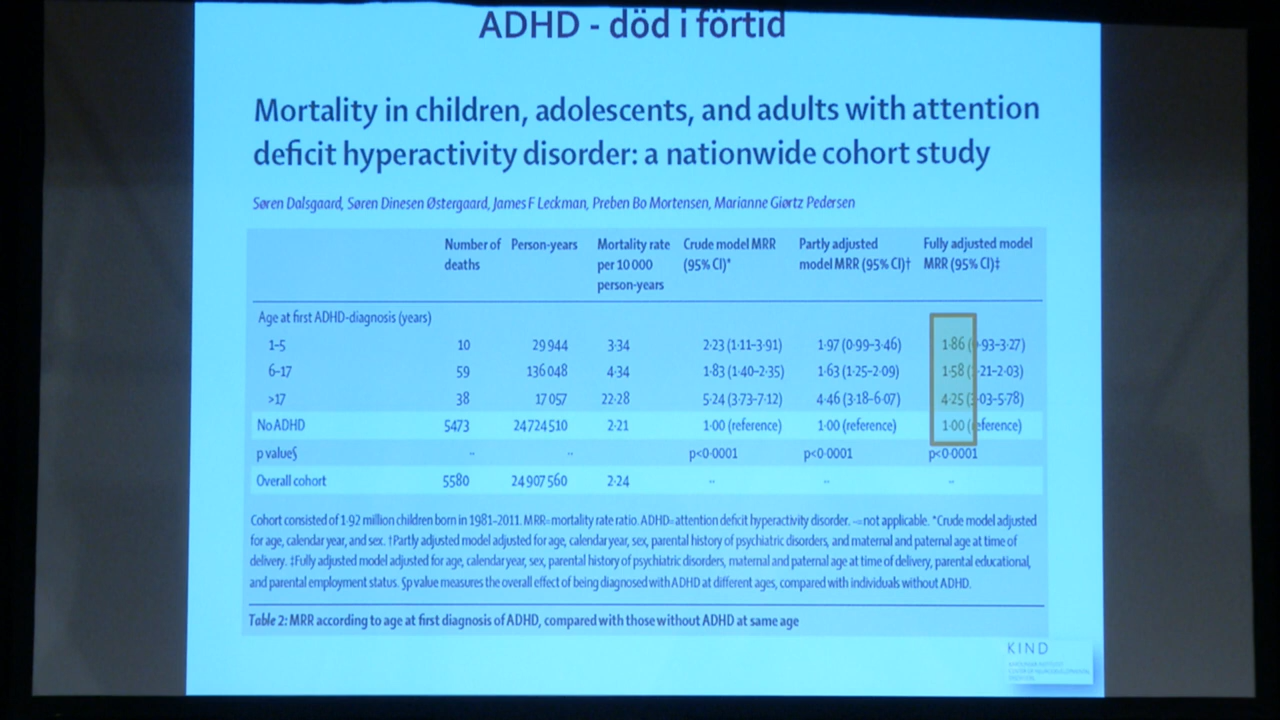 ADHD - död i förtid
Mortality in children, adolescents, and adults with attention
deficit hyperactivity disorder: a nationwide cohort study
Søren Dalsgaard, Søren Dinesen Østergaard, James F Leckman, Preben Bo Mortensen, Marianne Giørtz Pedersen
Number of deaths Person-years Mortality rate per 10 000 person-years Crude model MRR (95% CI)* Partly adjusted model MRR (95% CI)† Fully adjusted model MRR (95% CI)‡
Age at first ADHD-diagnosis (years)
1–5 10 29 944 3·34 2·23 (1·11–3·91) 1·97 (0·99–3·46) 1·86 ( ·93–3·27)
6–17 59 136 048 4·34 1·83 (1·40–2·35) 1·63 (1·25–2·09) 1·58 ( ·21–2·03)
>17 38 17 057 22·28 5·24 (3·73–7·12) 4·46 (3·18–6·07) 4·25 (3·03–5·78)
No ADHD 5473 24 724 510 2·21 1·00 (reference) 1·00 (reference) 1·00 (reference)
p value§ ·· ·· p<0·0001 p<0·0001 p<0·0001
Overall cohort 5580 24 907 560 2·24 ·· ·· ··
Cohort consisted of 1·92 million children born in 1981–2011. MRR=mortality rate ratio. ADHD=attention deficit hyperactivity disorder. ··=not applicable. *Crude model adjusted
for age, calendar year, and sex. †Partly adjusted model adjusted for age, calendar year, sex, parental history of psychiatric disorders, and maternal and paternal age at time of
delivery. ‡Fully adjusted model adjusted for age, calendar year, sex, parental history of psychiatric disorders, maternal and paternal age at time of delivery, parental educational,
and parental employment status. §p value measures the overall effect of being diagnosed with ADHD at different ages, compared with individuals without ADHD.
Table 2: MRR according to age at first diagnosis of ADHD, compared with those without ADHD at same age
KIND